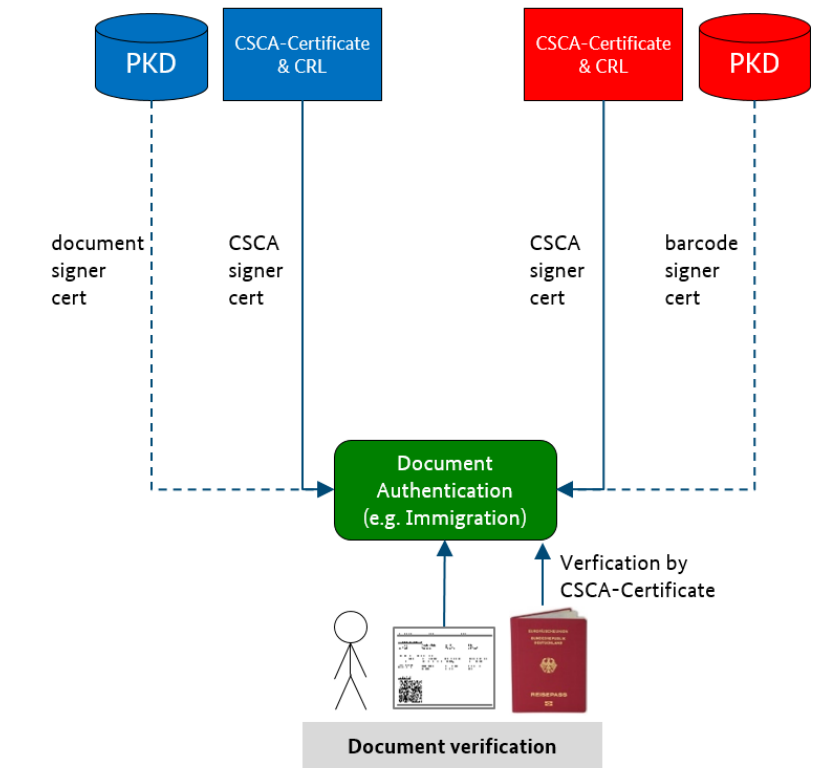 PKD
CSCA-Certificate
& CRL
CSCA-Certificate
& CRL
PKD
document
signer
cert
CSCA
signer
cert
CSCA
signer
cert
barcode
signer
cert
Document
Authentication
(e.g. Immigration)
Verfication by
CSCA-Certificate
REISEPASS
Document verification